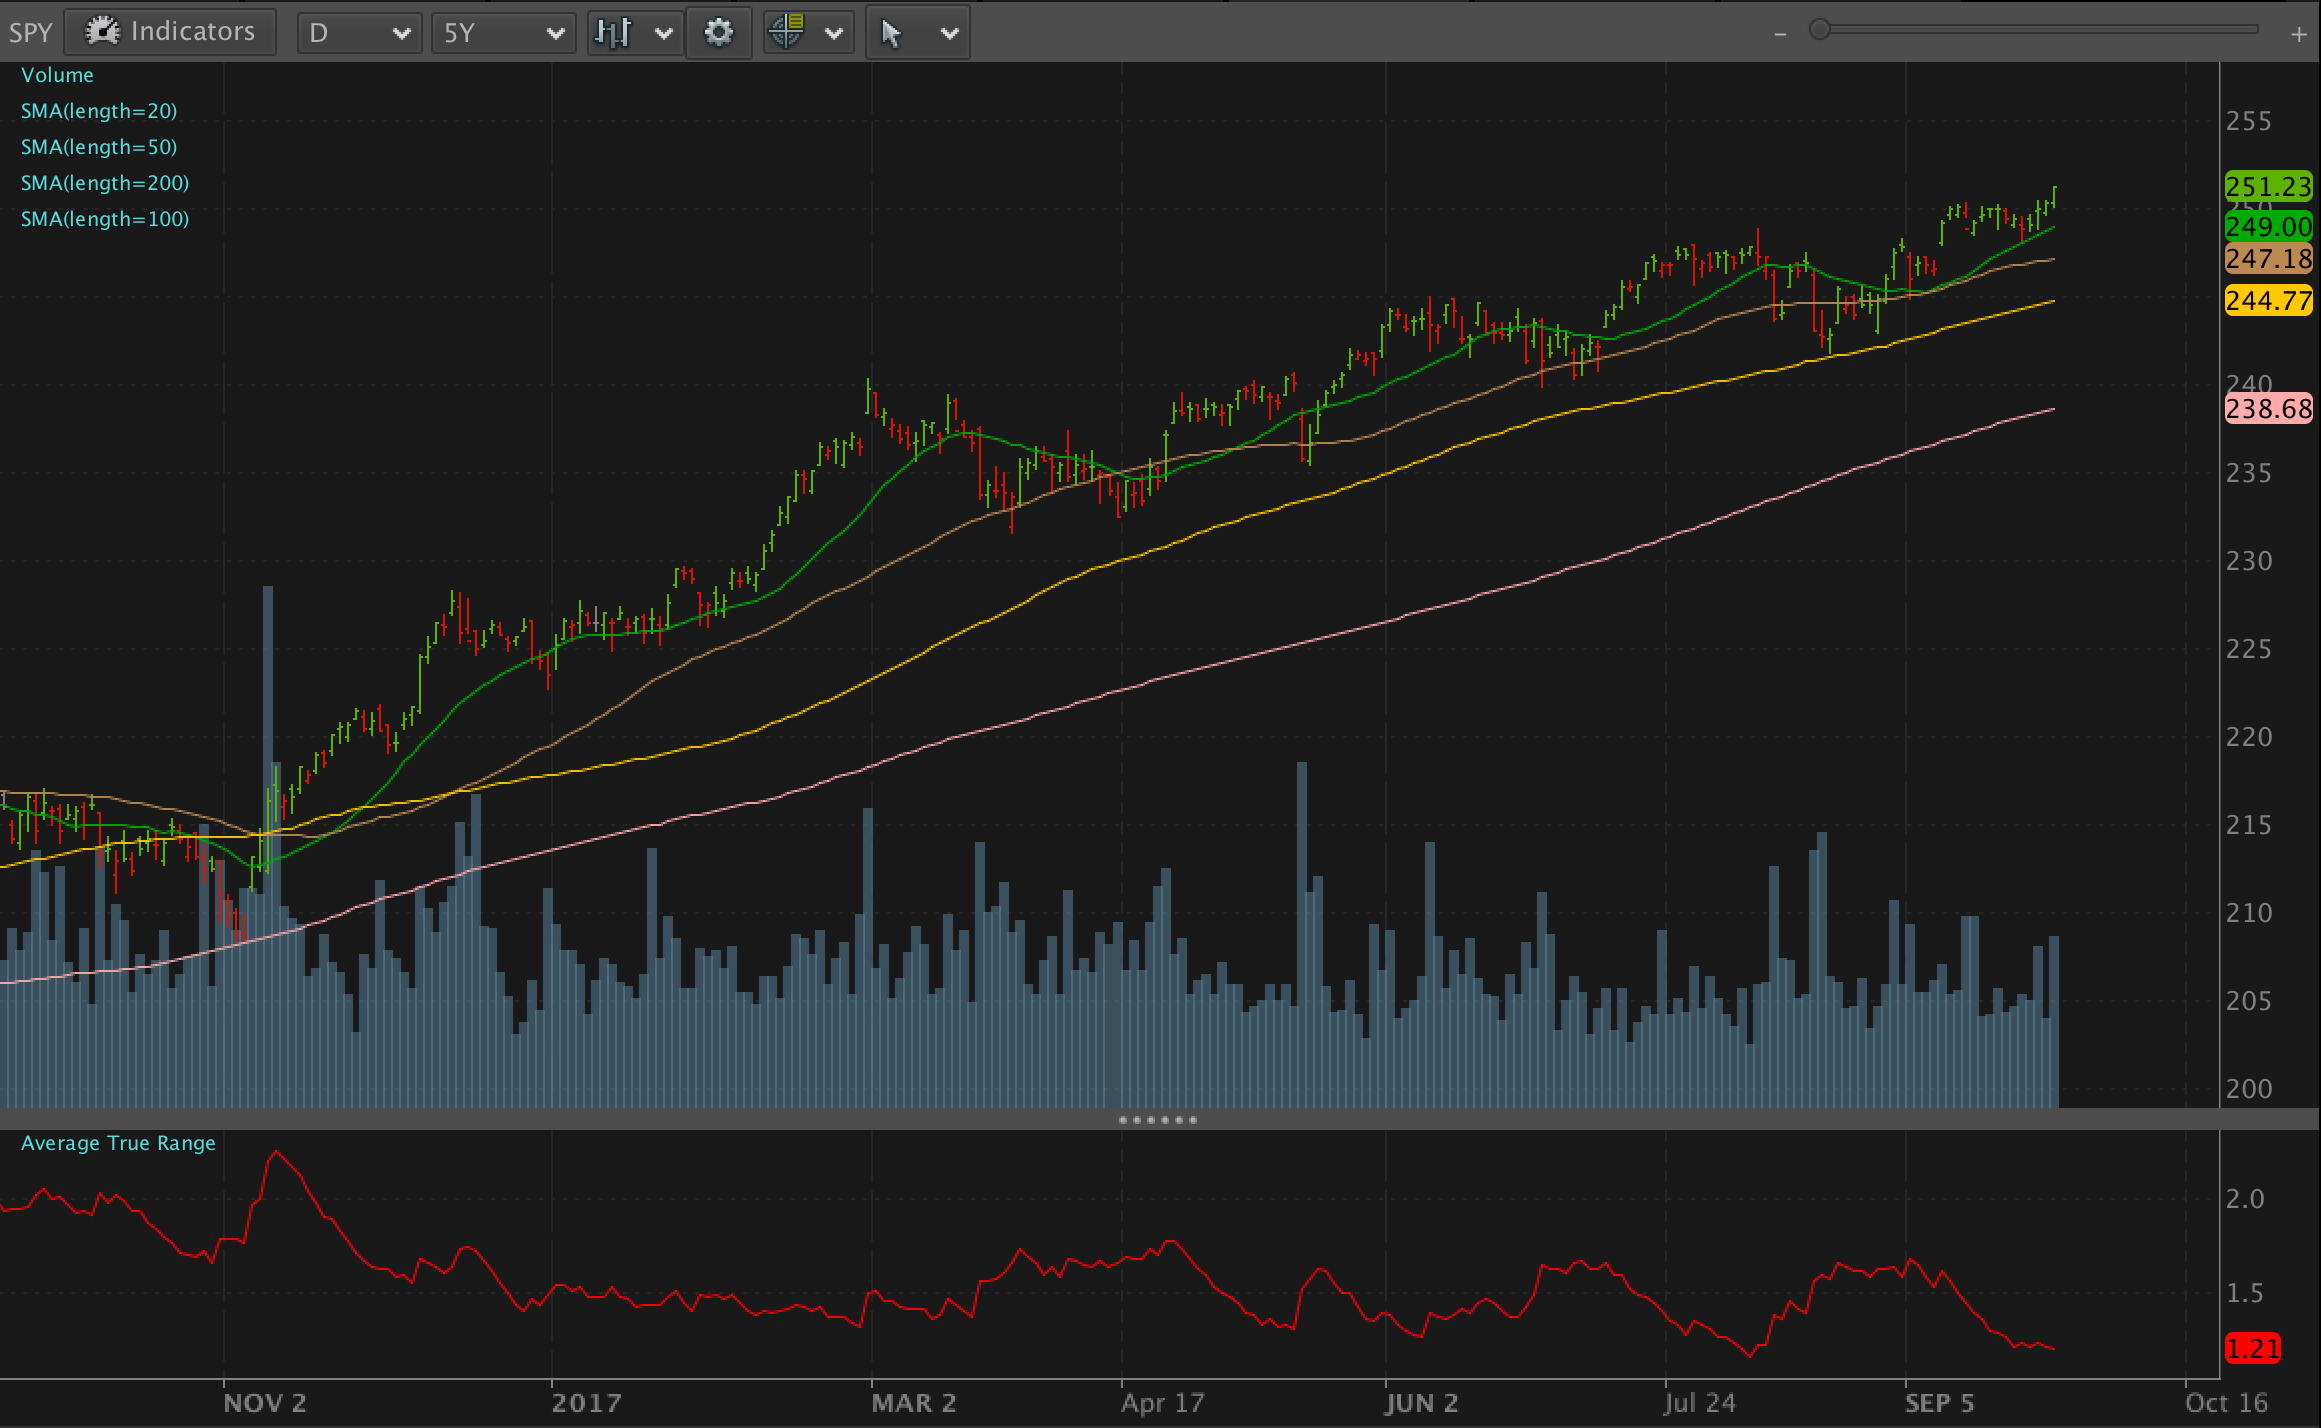 SPY Indicators D 5Y − +
Volume
SMA(length=20)
SMA(length=50)
SMA(length=200)
SMA(length=100)
255
251.23
250
249.00
247.18
244.77
240
238.68
235
230
225
220
215
210
205
200
Average True Range
2.0
1.5
1.21
NOV 2 2017 MAR 2 Apr 17 JUN 2 Jul 24 SEP 5 Oct 16